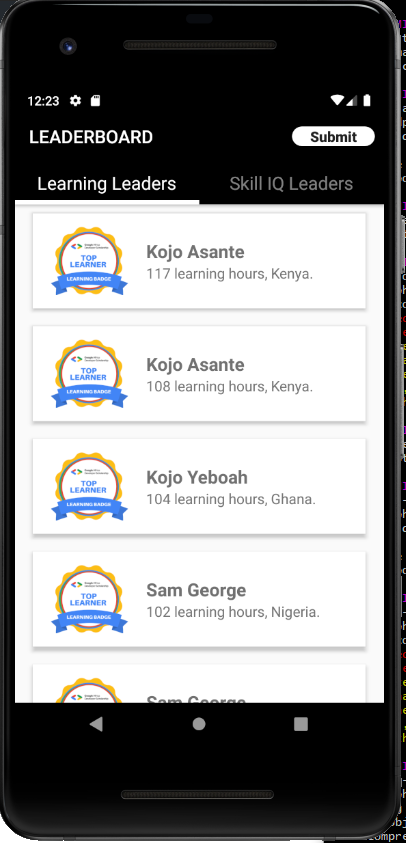 12:23
LEADERBOARD
Submit
Learning Leaders
Skill IQ Leaders
TOP
LEARNER
LEARNING BADGE
Kojo Asante
117 learning hours, Kenya.
TOP
LEARNER
LEARNING BADGE
Kojo Asante
108 learning hours, Kenya.
TOP
LEARNER
LEARNING BADGE
Kojo Yeboah
104 learning hours, Ghana.
TOP
LEARNER
LEARNING BADGE
Sam George
102 learning hours, Nigeria.
Sam George